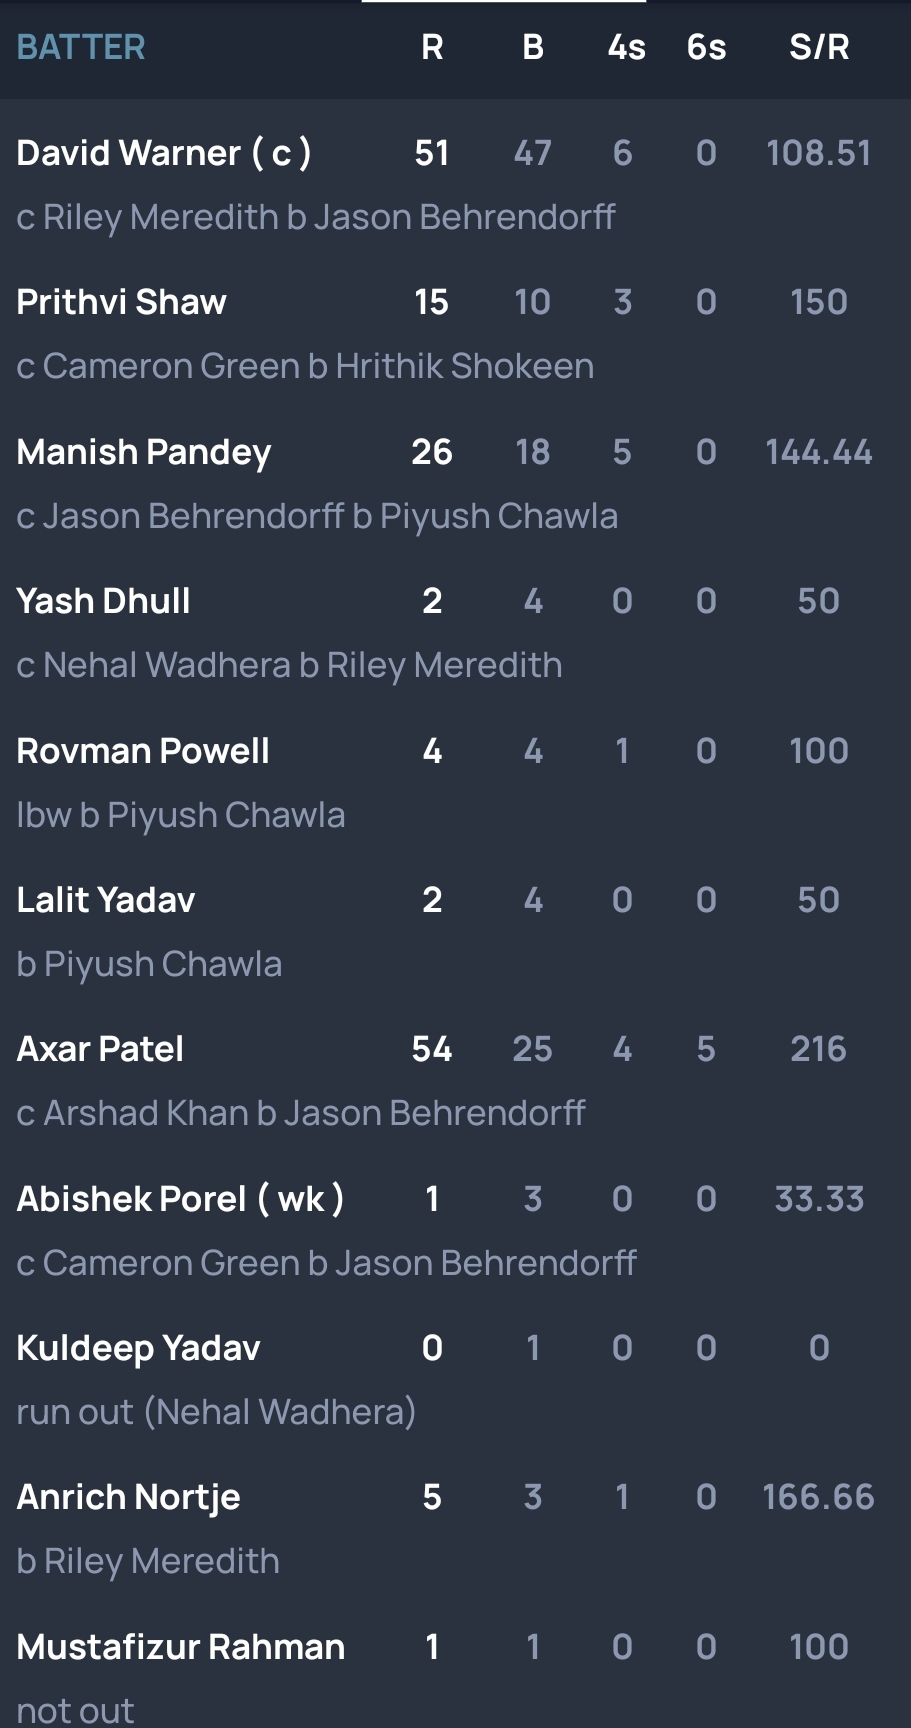 BATTER R B 4s 6s S/R
David Warner ( c ) 51 47 6 0 108.51
c Riley Meredith b Jason Behrendorff
Prithvi Shaw 15 10 3 0 150
c Cameron Green b Hrithik Shokeen
Manish Pandey 26 18 5 0 144.44
c Jason Behrendorff b Piyush Chawla
Yash Dhull 2 4 0 0 50
c Nehal Wadhera b Riley Meredith
Rovman Powell 4 4 1 0 100
lbw b Piyush Chawla
Lalit Yadav 2 4 0 0 50
b Piyush Chawla
Axar Patel 54 25 4 5 216
c Arshad Khan b Jason Behrendorff
Abishek Porel ( wk ) 1 3 0 0 33.33
c Cameron Green b Jason Behrendorff
Kuldeep Yadav 0 1 0 0 0
run out (Nehal Wadhera)
Anrich Nortje 5 3 1 0 166.66
b Riley Meredith
Mustafizur Rahman 1 1 0 0 100
not out